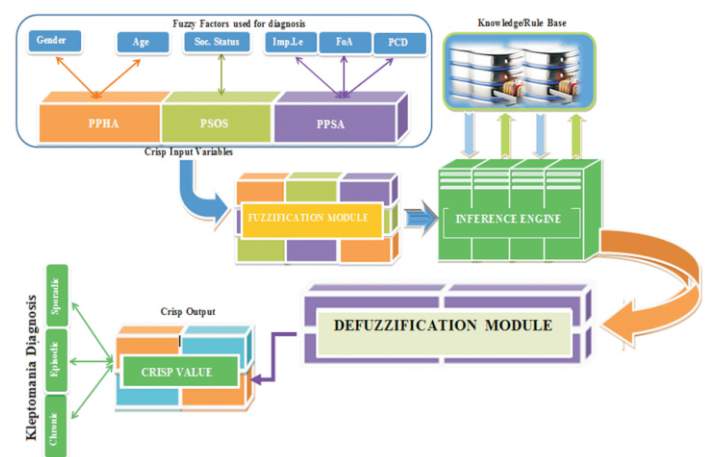 Fuzzy Factors used for diagnosis
Gender
Age
Soc. Status
Imp.Le
FoA
PCD
PPHA
PSOS
PPSA
Crisp Input Variables
Knowledge/Rule Base
FUZZIFICATION MODULE
INFERENCE ENGINE
DEFUZZIFICATION MODULE
Crisp Output
CRISP VALUE
Kleptomania Diagnosis
Sporadic
Episodic
Chronic